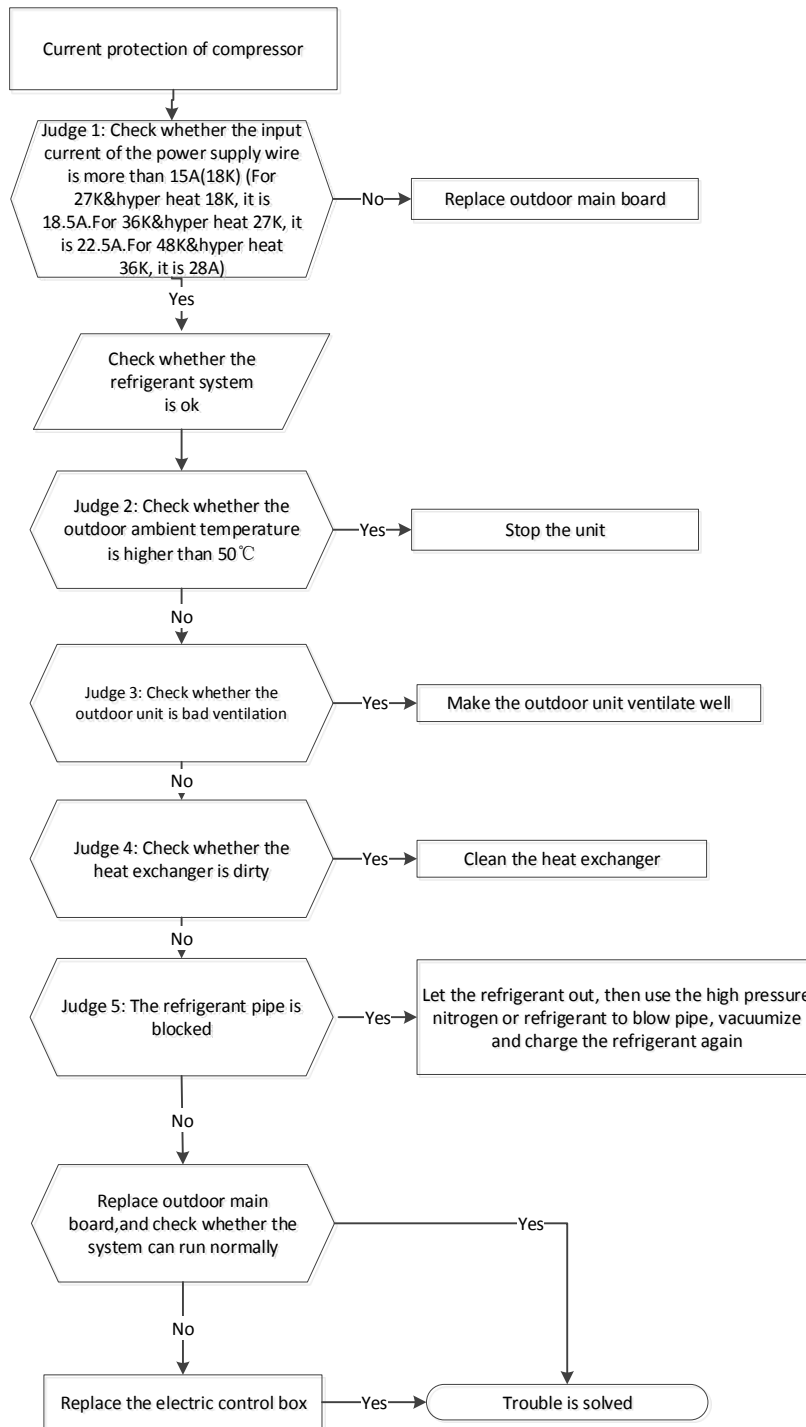 Current protection of compressor
Judge 1: Check whether the input
current of the power supply wire
is more than 15A(18K) (For
27K&hyper heat 18K, it is
18.5A.For 36K&hyper heat 27K, it
is 22.5A.For 48K&hyper heat
36K, it is 28A)
No
Replace outdoor main board
Yes
Check whether the
refrigerant system
is ok
Judge 2: Check whether the
outdoor ambient temperature
is higher than 50℃
Yes
Stop the unit
No
Judge 3: Check whether the
outdoor unit is bad ventilation
Yes
Make the outdoor unit ventilate well
No
Judge 4: Check whether the
heat exchanger is dirty
Yes
Clean the heat exchanger
No
Judge 5: The refrigerant pipe is
blocked
Yes
Let the refrigerant out, then use the high pressure
nitrogen or refrigerant to blow pipe, vacuumize
and charge the refrigerant again
No
Replace outdoor main
board,and check whether the
system can run normally
Yes
No
Replace the electric control box
Yes
Trouble is solved